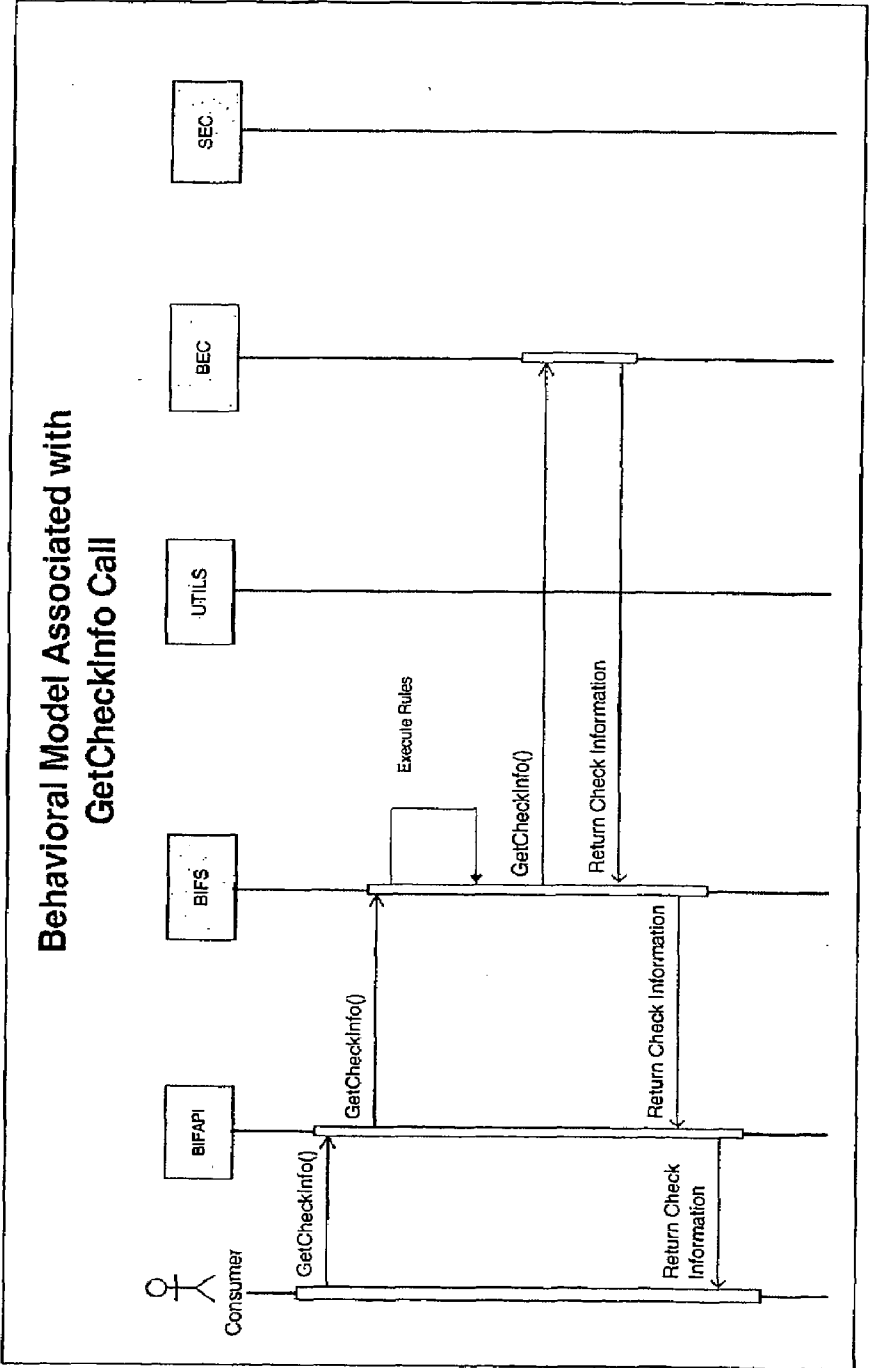 Behavioral Model Associated with
GetCheckInfo Call
Consumer
BIFAPI
BIFS
UTILS
BEC
SEC
GetCheckInfo()
GetCheckInfo()
Execute Rules
GetCheckInfo()
Return Check Information
Return Check Information
Return Check
Information